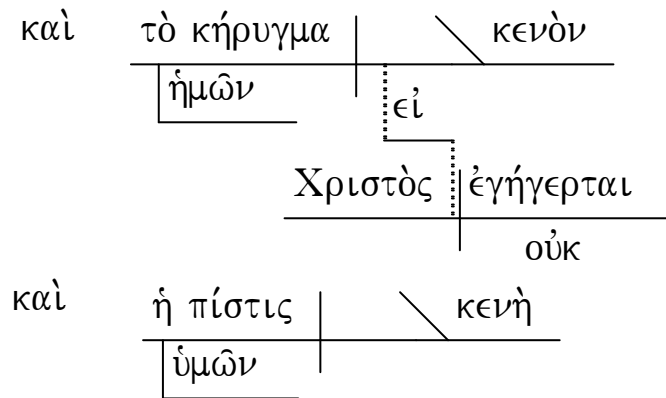 καὶ τὸ κήρυγμα κενὸν
ἡμῶν
εἰ
Χριστὸς ἐγήγερται
οὐκ
καὶ ἡ πίστις κενὴ
ὑμῶν